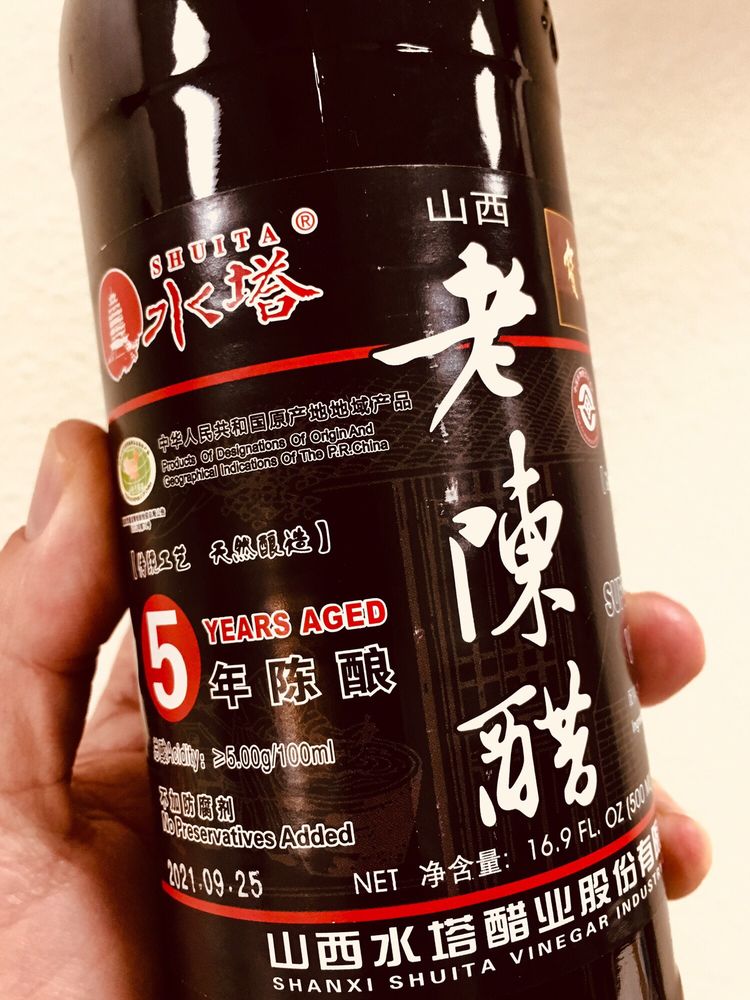 SHUITA®
水塔
中华人民共和国原产地地域产品
Products Of Designations Of Origin And
Geographical Indications Of The P.R.China
【传统工艺 天然酿造】
5
YEARS AGED
年陈酿
Acidity: ≥5.00g/100ml
不加防腐剂
No Preservatives Added
2021.09.25
山西
老陳醋
NET 净含量: 16.9 FL. OZ (500 M
山西水塔醋业股份有
SHANXI SHUITA VINEGAR INDUSTR